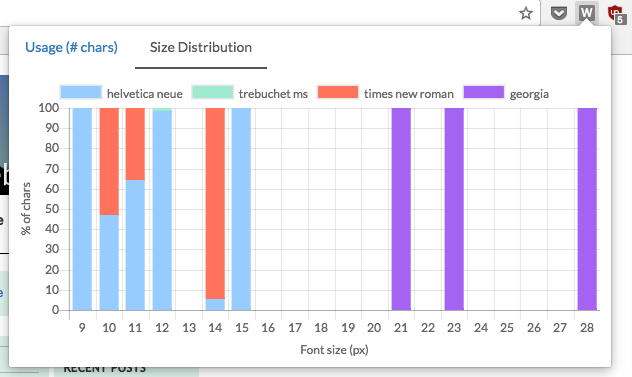 W
5
Usage (# chars) Size Distribution
helvetica neue trebuchet ms times new roman georgia
100
90
80
70
60
50
40
30
20
10
0
% of chars
9 10 11 12 14 15 16 17 18 19 20 21 22 23 24 25 26 27 28
Font size (px)
RECENT POSTS